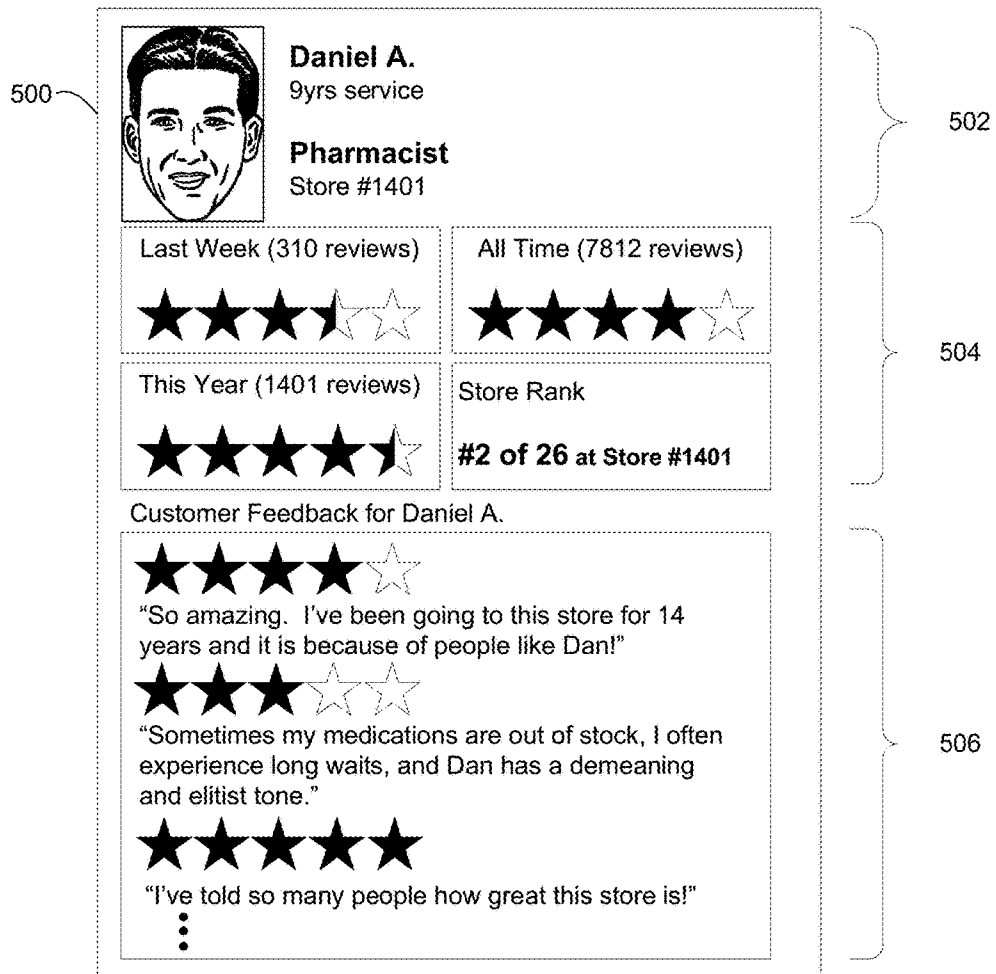 Daniel A.
9yrs service
500
502
Pharmacist
Store #1401
Last Week (310 reviews)
All Time (7812 reviews)
504
This Year (1401 reviews)
Store Rank
#2 of 26 at Store #1401
Customer Feedback for Daniel A.
“So amazing.  I’ve been going to this store for 14
years and it is because of people like Dan!”
“Sometimes my medications are out of stock, I often
experience long waits, and Dan has a demeaning
and elitist tone.”
506
“I’ve told so many people how great this store is!”